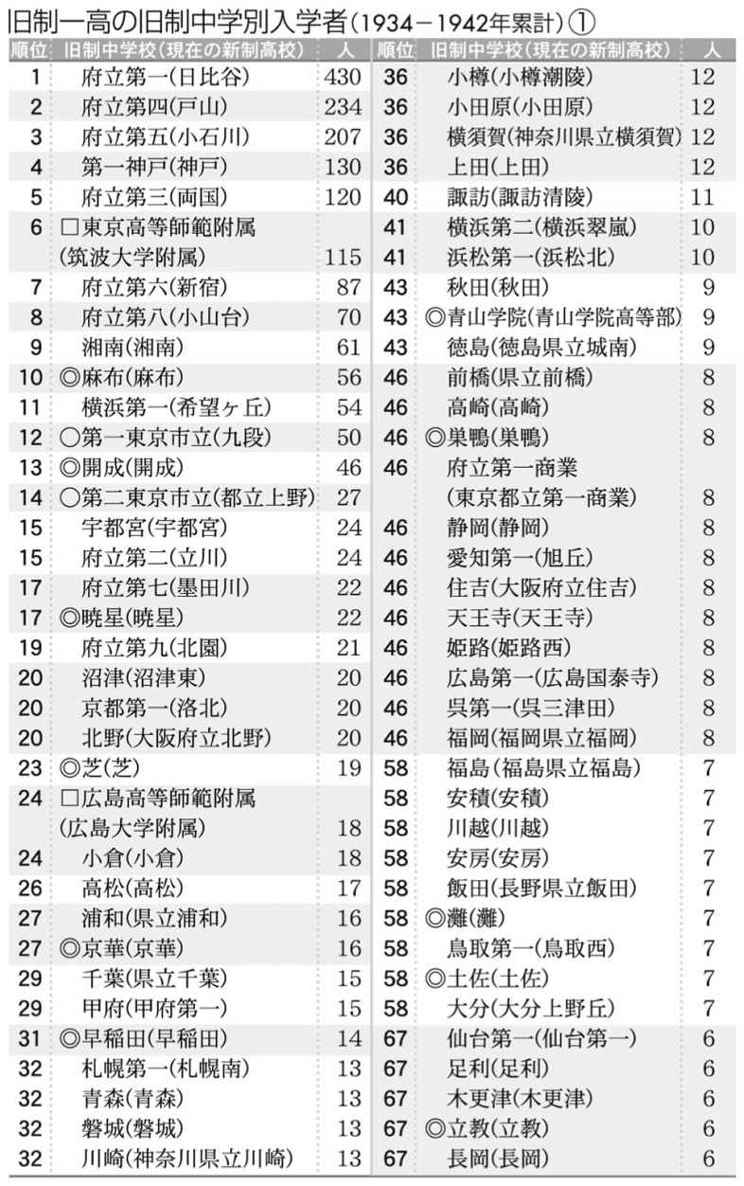 旧制一高の旧制中学別入学者(1934－1942年累計)①
順位 旧制中学校(現在の新制高校) 人
1 府立第一(日比谷) 430
2 府立第四(戸山) 234
3 府立第五(小石川) 207
4 第一神戸(神戸) 130
5 府立第三(両国) 120
6 □東京高等師範附属
(筑波大学附属) 115
7 府立第六(新宿) 87
8 府立第八(小山台) 70
9 湘南(湘南) 61
10 ◎麻布(麻布) 56
11 横浜第一(希望ヶ丘) 54
12 ○第一東京市立(九段) 50
13 ◎開成(開成) 46
14 ○第二東京市立(都立上野) 27
15 宇都宮(宇都宮) 24
15 府立第二(立川) 24
17 府立第七(墨田川) 22
17 ◎暁星(暁星) 22
19 府立第九(北園) 21
20 沼津(沼津東) 20
20 京都第一(洛北) 20
20 北野(大阪府立北野) 20
23 ◎芝(芝) 19
24 □広島高等師範附属
(広島大学附属) 18
24 小倉(小倉) 18
26 高松(高松) 17
27 浦和(県立浦和) 16
27 ◎京華(京華) 16
29 千葉(県立千葉) 15
29 甲府(甲府第一) 15
31 ◎早稲田(早稲田) 14
32 札幌第一(札幌南) 13
32 青森(青森) 13
32 磐城(磐城) 13
32 川崎(神奈川県立川崎) 13
順位 旧制中学校(現在の新制高校) 人
36 小樽(小樽潮陵) 12
36 小田原(小田原) 12
36 横須賀(神奈川県立横須賀) 12
36 上田(上田) 12
40 諏訪(諏訪清陵) 11
41 横浜第二(横浜翠嵐) 10
41 浜松第一(浜松北) 10
43 秋田(秋田) 9
43 ◎青山学院(青山学院高等部) 9
43 徳島(徳島県立城南) 9
46 前橋(県立前橋) 8
46 高崎(高崎) 8
46 ◎巣鴨(巣鴨) 8
46 府立第一商業
(東京都立第一商業) 8
46 静岡(静岡) 8
46 愛知第一(旭丘) 8
46 住吉(大阪府立住吉) 8
46 天王寺(天王寺) 8
46 姫路(姫路西) 8
46 広島第一(広島国泰寺) 8
46 呉第一(呉三津田) 8
46 福岡(福岡県立福岡) 8
58 福島(福島県立福島) 7
58 安積(安積) 7
58 川越(川越) 7
58 安房(安房) 7
58 飯田(長野県立飯田) 7
58 ◎灘(灘) 7
58 鳥取第一(鳥取西) 7
58 ◎土佐(土佐) 7
58 大分(大分上野丘) 7
67 仙台第一(仙台第一) 6
67 足利(足利) 6
67 木更津(木更津) 6
67 ◎立教(立教) 6
67 長岡(長岡) 6